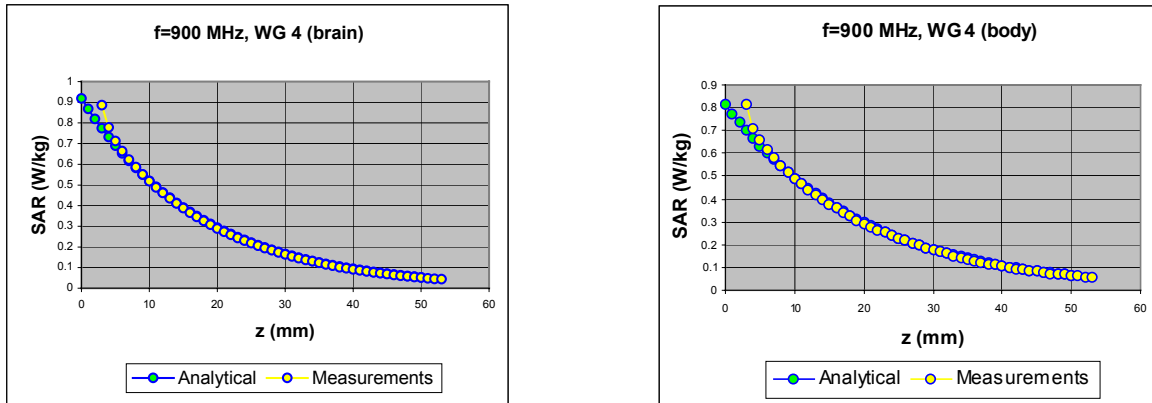 f=900 MHz, WG 4 (brain)
1
0.9
0.8
0.7
0.6
0.5
0.4
0.3
0.2
0.1
0
SAR (W/kg)
0 10 20 30 40 50 60
z (mm)
Analytical Measurements
f=900 MHz, WG 4 (body)
0.9
0.8
0.7
0.6
0.5
0.4
0.3
0.2
0.1
0
SAR (W/kg)
0 10 20 30 40 50 60
z (mm)
Analytical Measurements